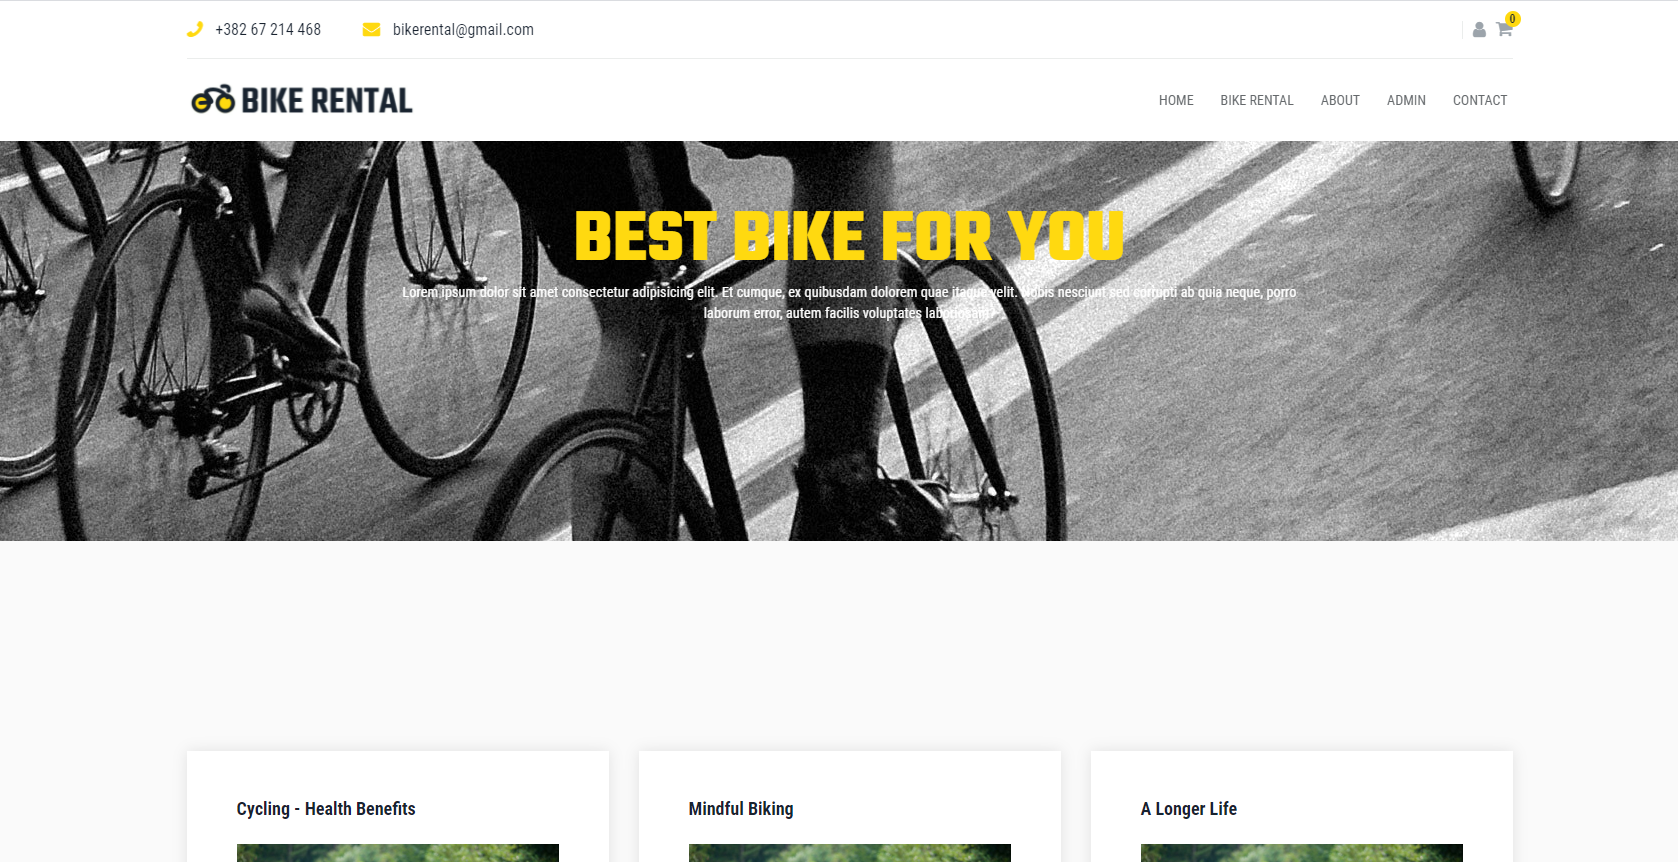 +382 67 214 468 bikerental@gmail.com 0
BIKE RENTAL HOME BIKE RENTAL ABOUT ADMIN CONTACT
BEST BIKE FOR YOU
Lorem ipsum dolor sit amet consectetur adipisicing elit. Et cumque, ex quibusdam dolorem quae itaque velit. Nobis nesciunt sed corrupti ab quia neque, porro
laborum error, autem facilis voluptates laboriosam?
Cycling - Health Benefits Mindful Biking A Longer Life